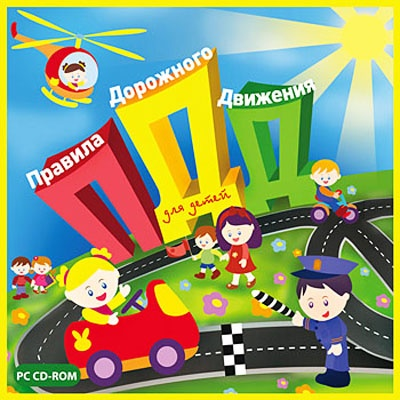 Правила
Дорожного
Движения
ПДД
для детей
PC CD-ROM